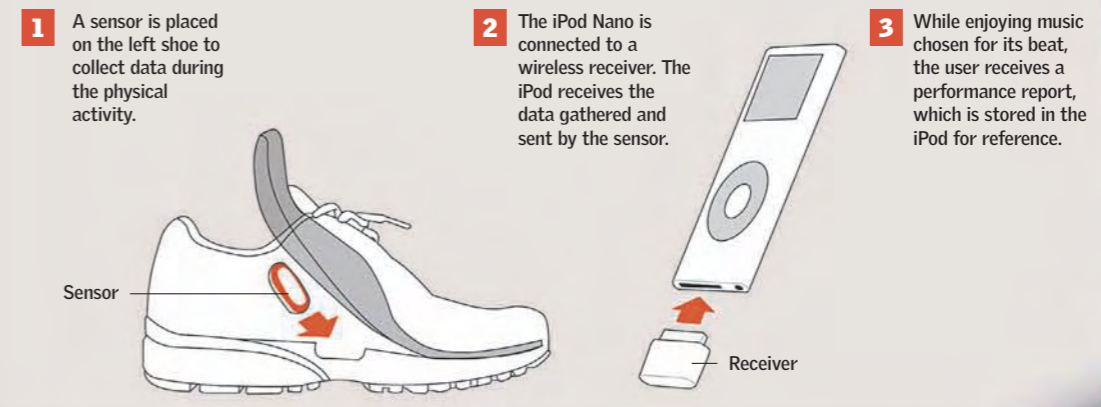 1
A sensor is placed
on the left shoe to
collect data during
the physical
activity.
2
The iPod Nano is
connected to a
wireless receiver. The
iPod receives the
data gathered and
sent by the sensor.
3
While enjoying music
chosen for its beat,
the user receives a
performance report,
which is stored in the
iPod for reference.
Sensor
Receiver